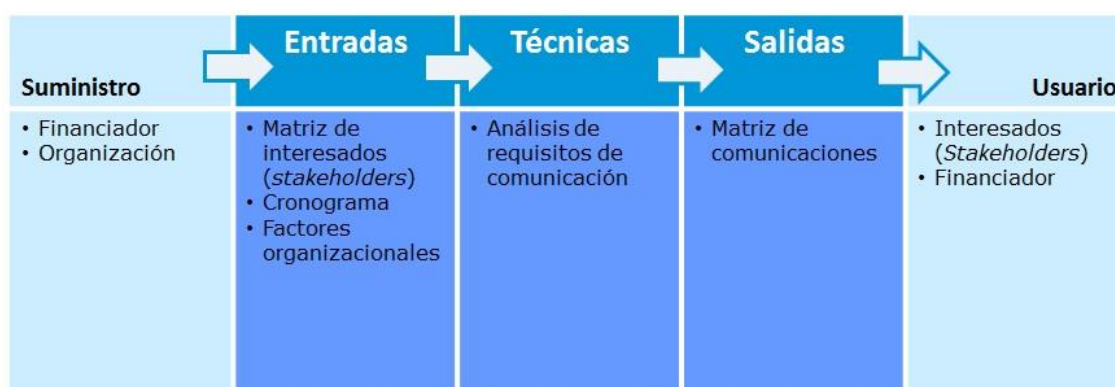 Suministro
Entradas
Técnicas
Salidas
Usuario
• Financiador
• Organización
• Matriz de
interesados
(stakeholders)
• Cronograma
• Factores
organizacionales
• Análisis de
requisitos de
comunicación
• Matriz de
comunicaciones
• Interesados
(Stakeholders)
• Financiador